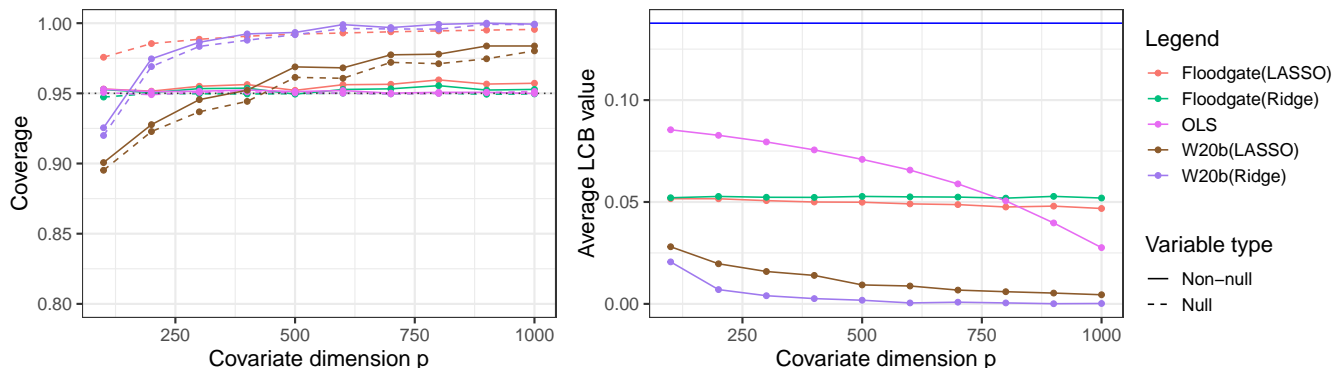 Coverage
1.00
0.95
0.90
0.85
0.80
250
500
750
1000
Covariate dimension p
Average LCB value
0.10
0.05
0.00
250
500
750
1000
Covariate dimension p
Legend
Floodgate(LASSO)
Floodgate(Ridge)
OLS
W20b(LASSO)
W20b(Ridge)
Variable type
Non−null
Null